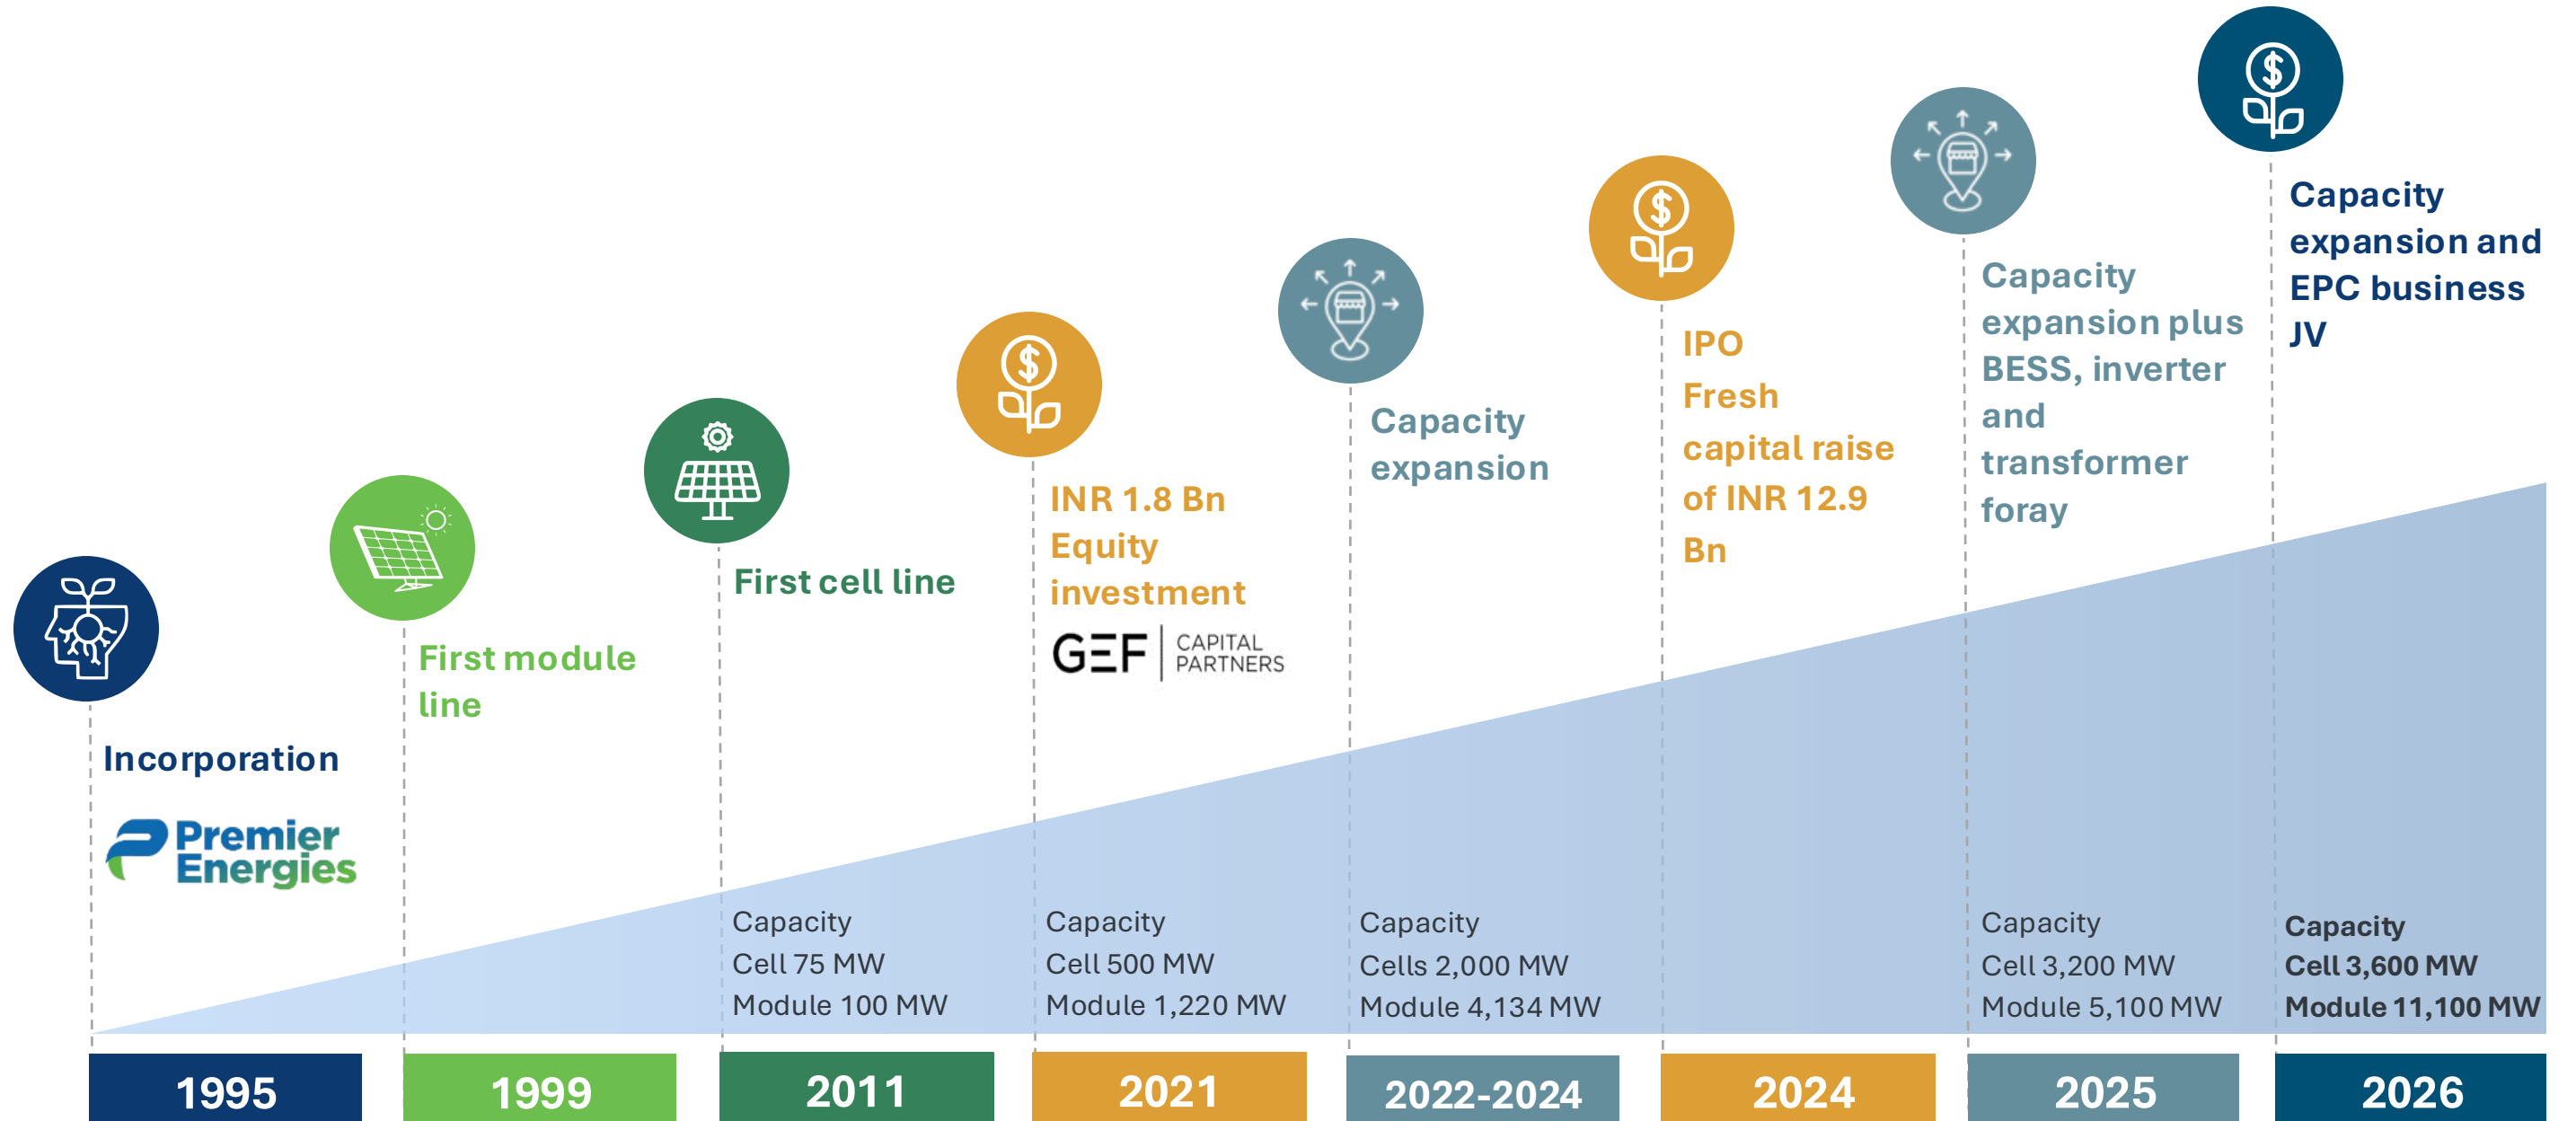 Incorporation
Premier
Energies
1995
First module
line
1999
First cell line
Capacity
Cell 75 MW
Module 100 MW
2011
INR 1.8 Bn
Equity
investment
GEF CAPITAL
PARTNERS
Capacity
Cell 500 MW
Module 1,220 MW
2021
Capacity
expansion
Capacity
Cells 2,000 MW
Module 4,134 MW
2022-2024
IPO
Fresh
capital raise
of INR 12.9
Bn
2024
Capacity
expansion plus
BESS, inverter
and
transformer
foray
Capacity
Cell 3,200 MW
Module 5,100 MW
2025
Capacity
expansion and
EPC business
JV
Capacity
Cell 3,600 MW
Module 11,100 MW
2026